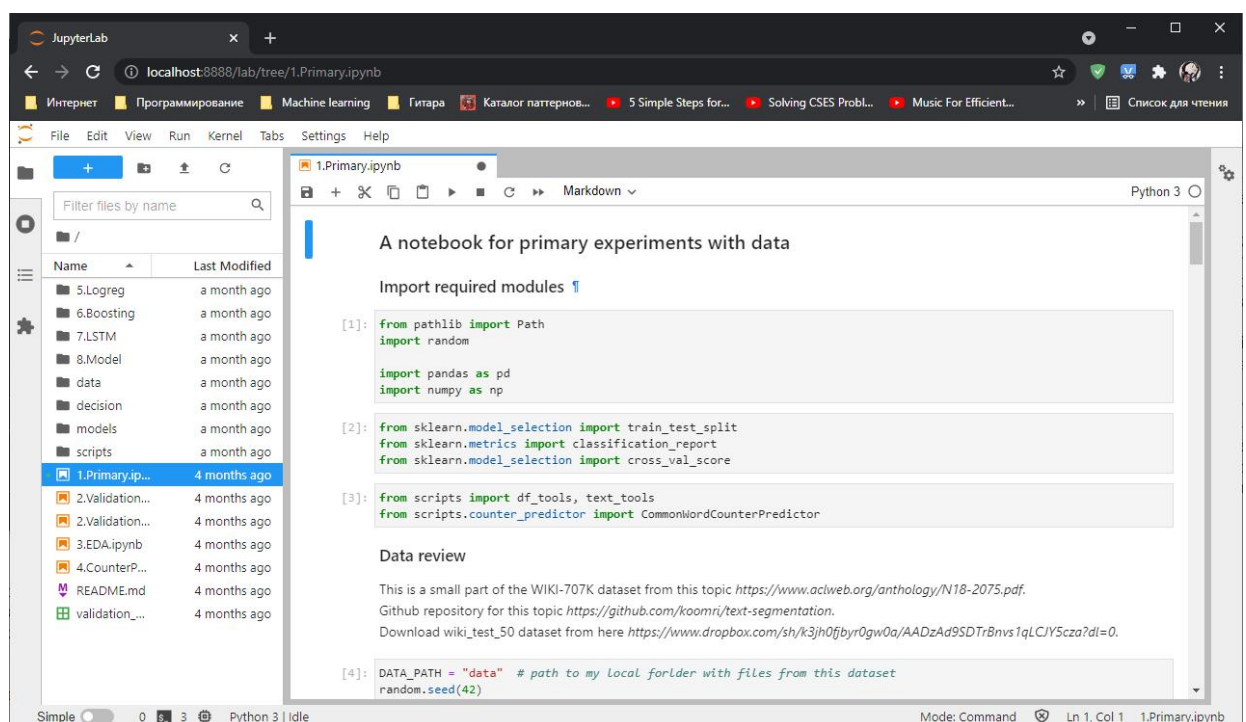 JupyterLab
localhost:8888/lab/tree/1.Primary.ipynb
Интернет Программирование Machine learning Гитара Каталог паттернов... 5 Simple Steps for... Solving CSES Probl... Music For Efficient... » Список для чтения
File Edit View Run Kernel Tabs Settings Help
1.Primary.ipynb
Markdown
Python 3
Filter files by name
/
Name Last Modified
5.Logreg a month ago
6.Boosting a month ago
7.LSTM a month ago
8.Model a month ago
data a month ago
decision a month ago
models a month ago
scripts a month ago
1.Primary.ip... 4 months ago
2.Validation... 4 months ago
2.Validation... 4 months ago
3.EDA.ipynb 4 months ago
4.CounterP... 4 months ago
README.md 4 months ago
validation_... 4 months ago
A notebook for primary experiments with data
Import required modules ¶
[1]: from pathlib import Path
import random
import pandas as pd
import numpy as np
[2]: from sklearn.model_selection import train_test_split
from sklearn.metrics import classification_report
from sklearn.model_selection import cross_val_score
[3]: from scripts import df_tools, text_tools
from scripts.counter_predictor import CommonWordCounterPredictor
Data review
This is a small part of the WIKI-707K dataset from this topic https://www.aclweb.org/anthology/N18-2075.pdf.
Github repository for this topic https://github.com/koomri/text-segmentation.
Download wiki_test_50 dataset from here https://www.dropbox.com/sh/k3jh0fjbyr0gw0a/AADzAd9SDTrBnvs1qLCJY5cza?dl=0.
[4]: DATA_PATH = "data" # path to my local forlder with files from this dataset
random.seed(42)
Simple 0 3 Python 3 | Idle Mode: Command Ln 1, Col 1 1.Primary.ipynb